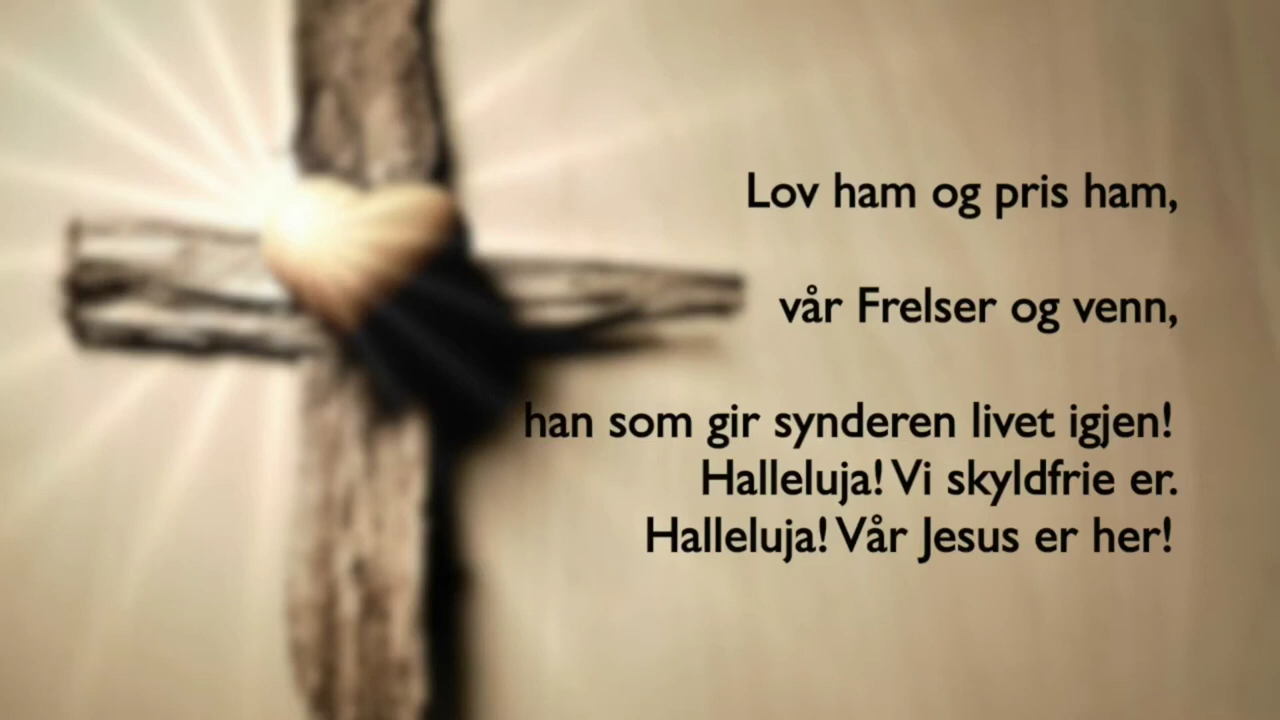 Lov ham og pris ham,
vår Frelser og venn,
han som gir synderen livet igjen!
Halleluja! Vi skyldfrie er.
Halleluja! Vår Jesus er her!